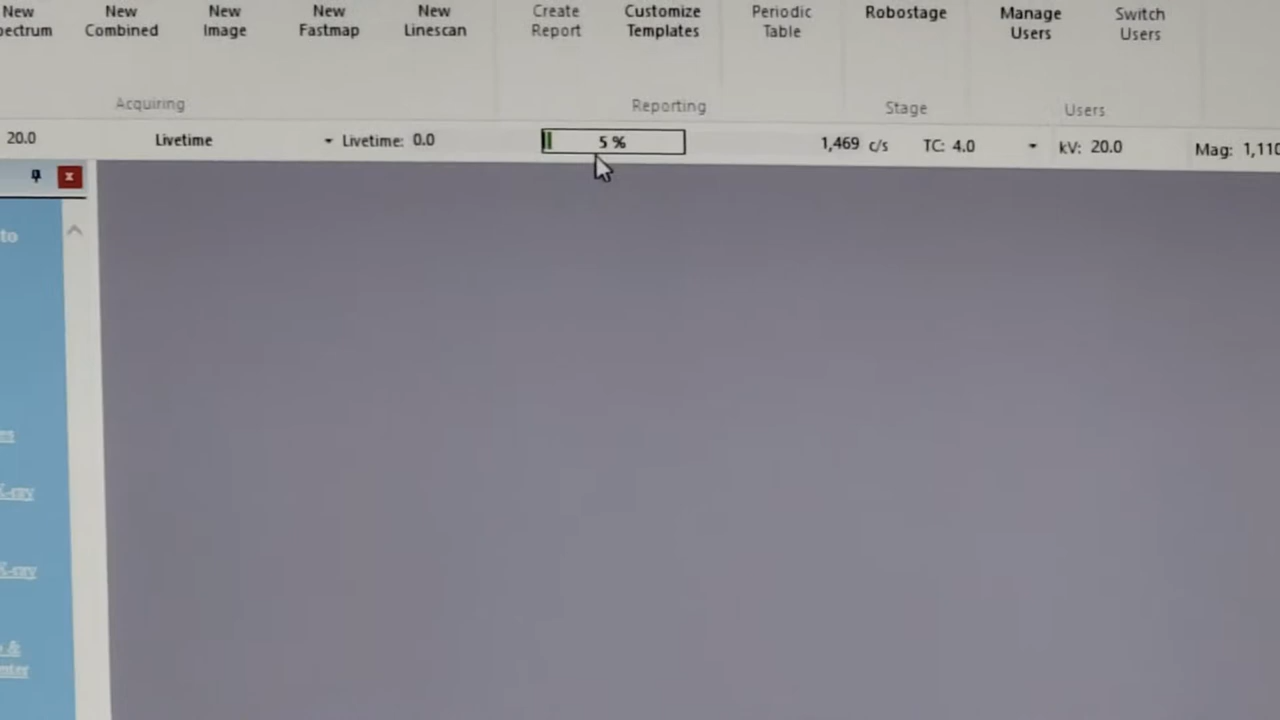 New New New New New Create Customize Periodic Robostage Manage Switch
Combined Image Fastmap Linescan Report Templates Table Users Users
Acquiring Reporting Stage Users
20.0 Livetime Livetime: 0.0 5 % 1,469 c/s TC: 4.0 kV: 20.0 Mag:
to